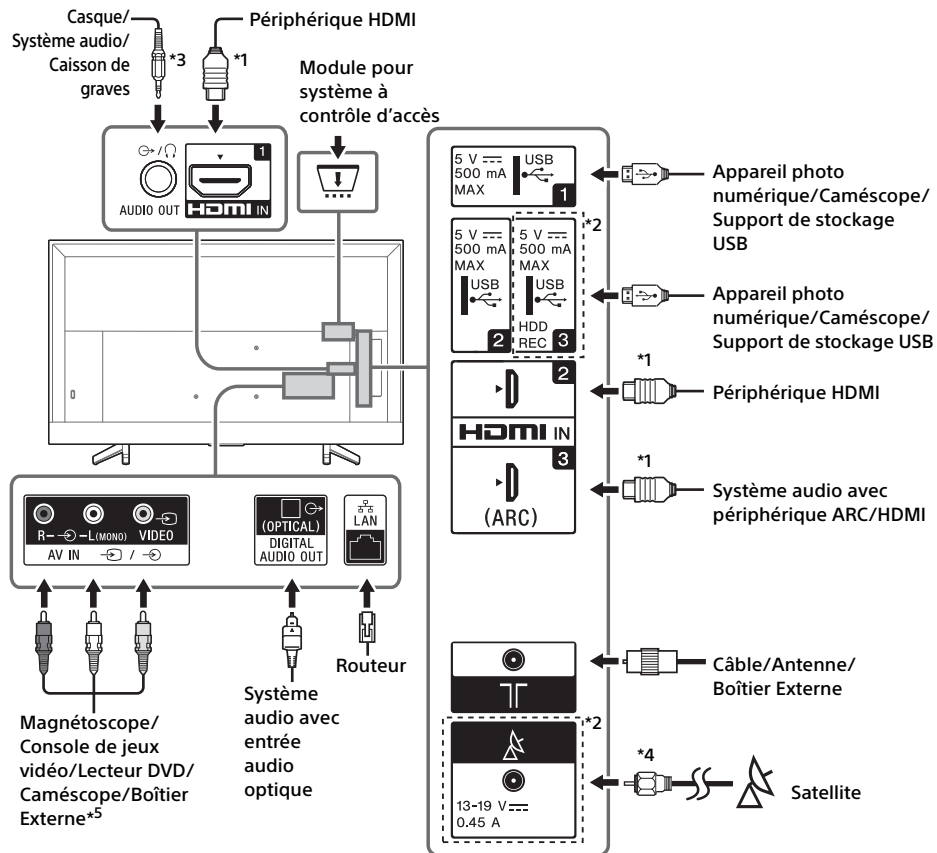 Casque/
Système audio/
Caisson de
graves
*3
*1
Périphérique HDMI
Module pour
système à
contrôle d'accès
AUDIO OUT
1
HDMI IN
5 V
500 mA
MAX
USB
1
Appareil photo
numérique/Caméscope/
Support de stockage
USB
*2
5 V
500 mA
MAX
USB
2
5 V
500 mA
MAX
USB
HDD
REC 3
Appareil photo
numérique/Caméscope/
Support de stockage USB
2
*1
Périphérique HDMI
HDMI IN
3
(ARC)
*1
Système audio avec
périphérique ARC/HDMI
R- -L(MONO) VIDEO
AV IN /
(OPTICAL)
DIGITAL
AUDIO OUT
LAN
Magnétoscope/
Console de jeux
vidéo/Lecteur DVD/
Caméscope/Boîtier
Externe*5
Système
audio avec
entrée
audio
optique
Routeur
Câble/Antenne/
Boîtier Externe
*2
13-19 V
0.45 A
*4
Satellite